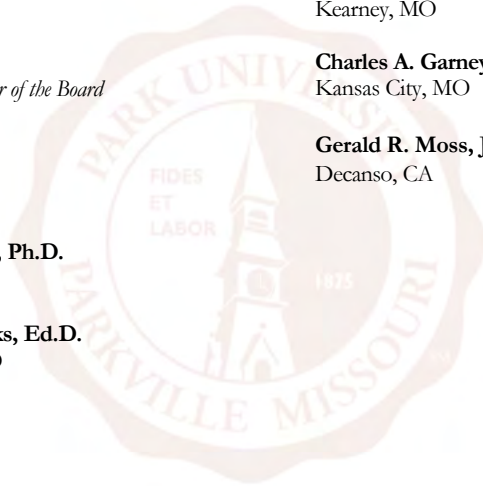 Kearney, MO
Charles A. Garney
Kansas City, MO
Gerald R. Moss, J
Decanso, CA
r of the Board
, Ph.D.
s, Ed.D.
PARK UNIVERSITY
FIDES
ET
LABOR
PARKVILLE MISSOURI